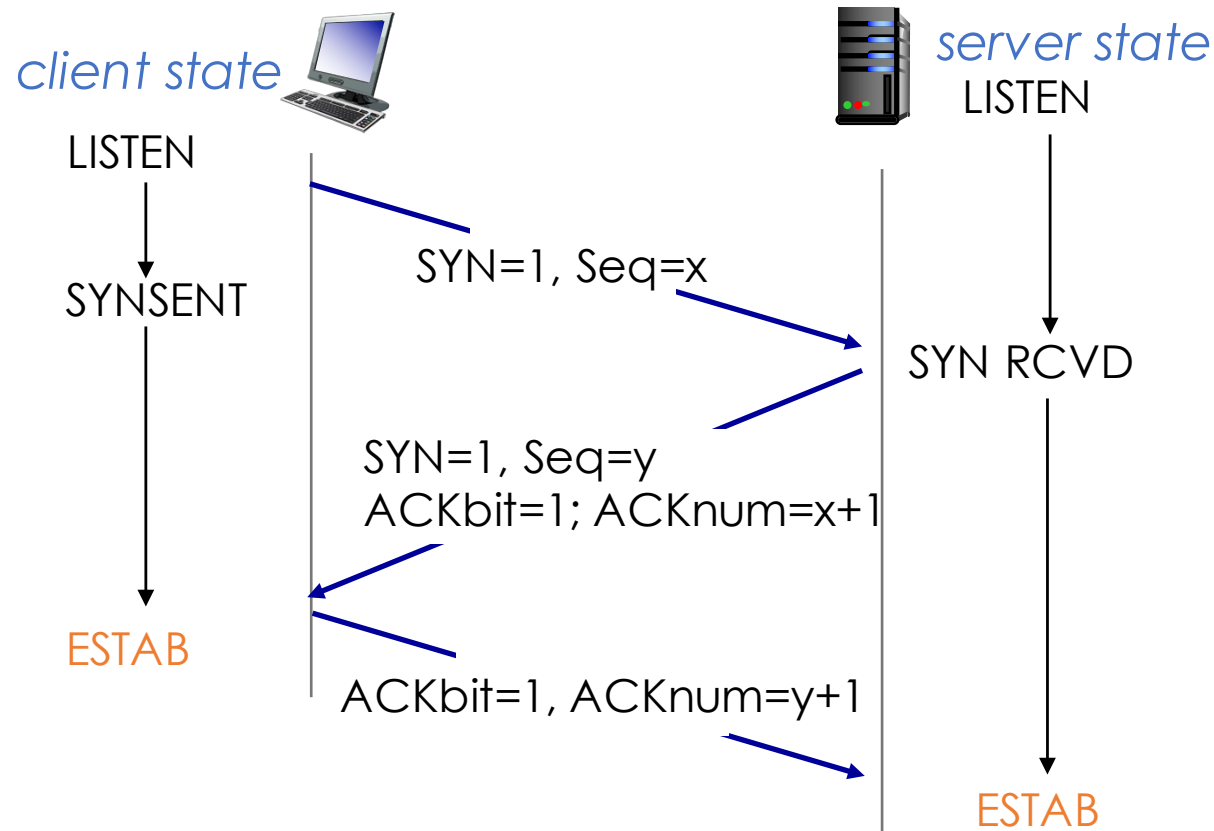 client state
server state
LISTEN
LISTEN
SYN=1, Seq=x
SYNSENT
SYN RCVD
SYN=1, Seq=y
ACKbit=1; ACKnum=x+1
ESTAB
ACKbit=1, ACKnum=y+1
ESTAB